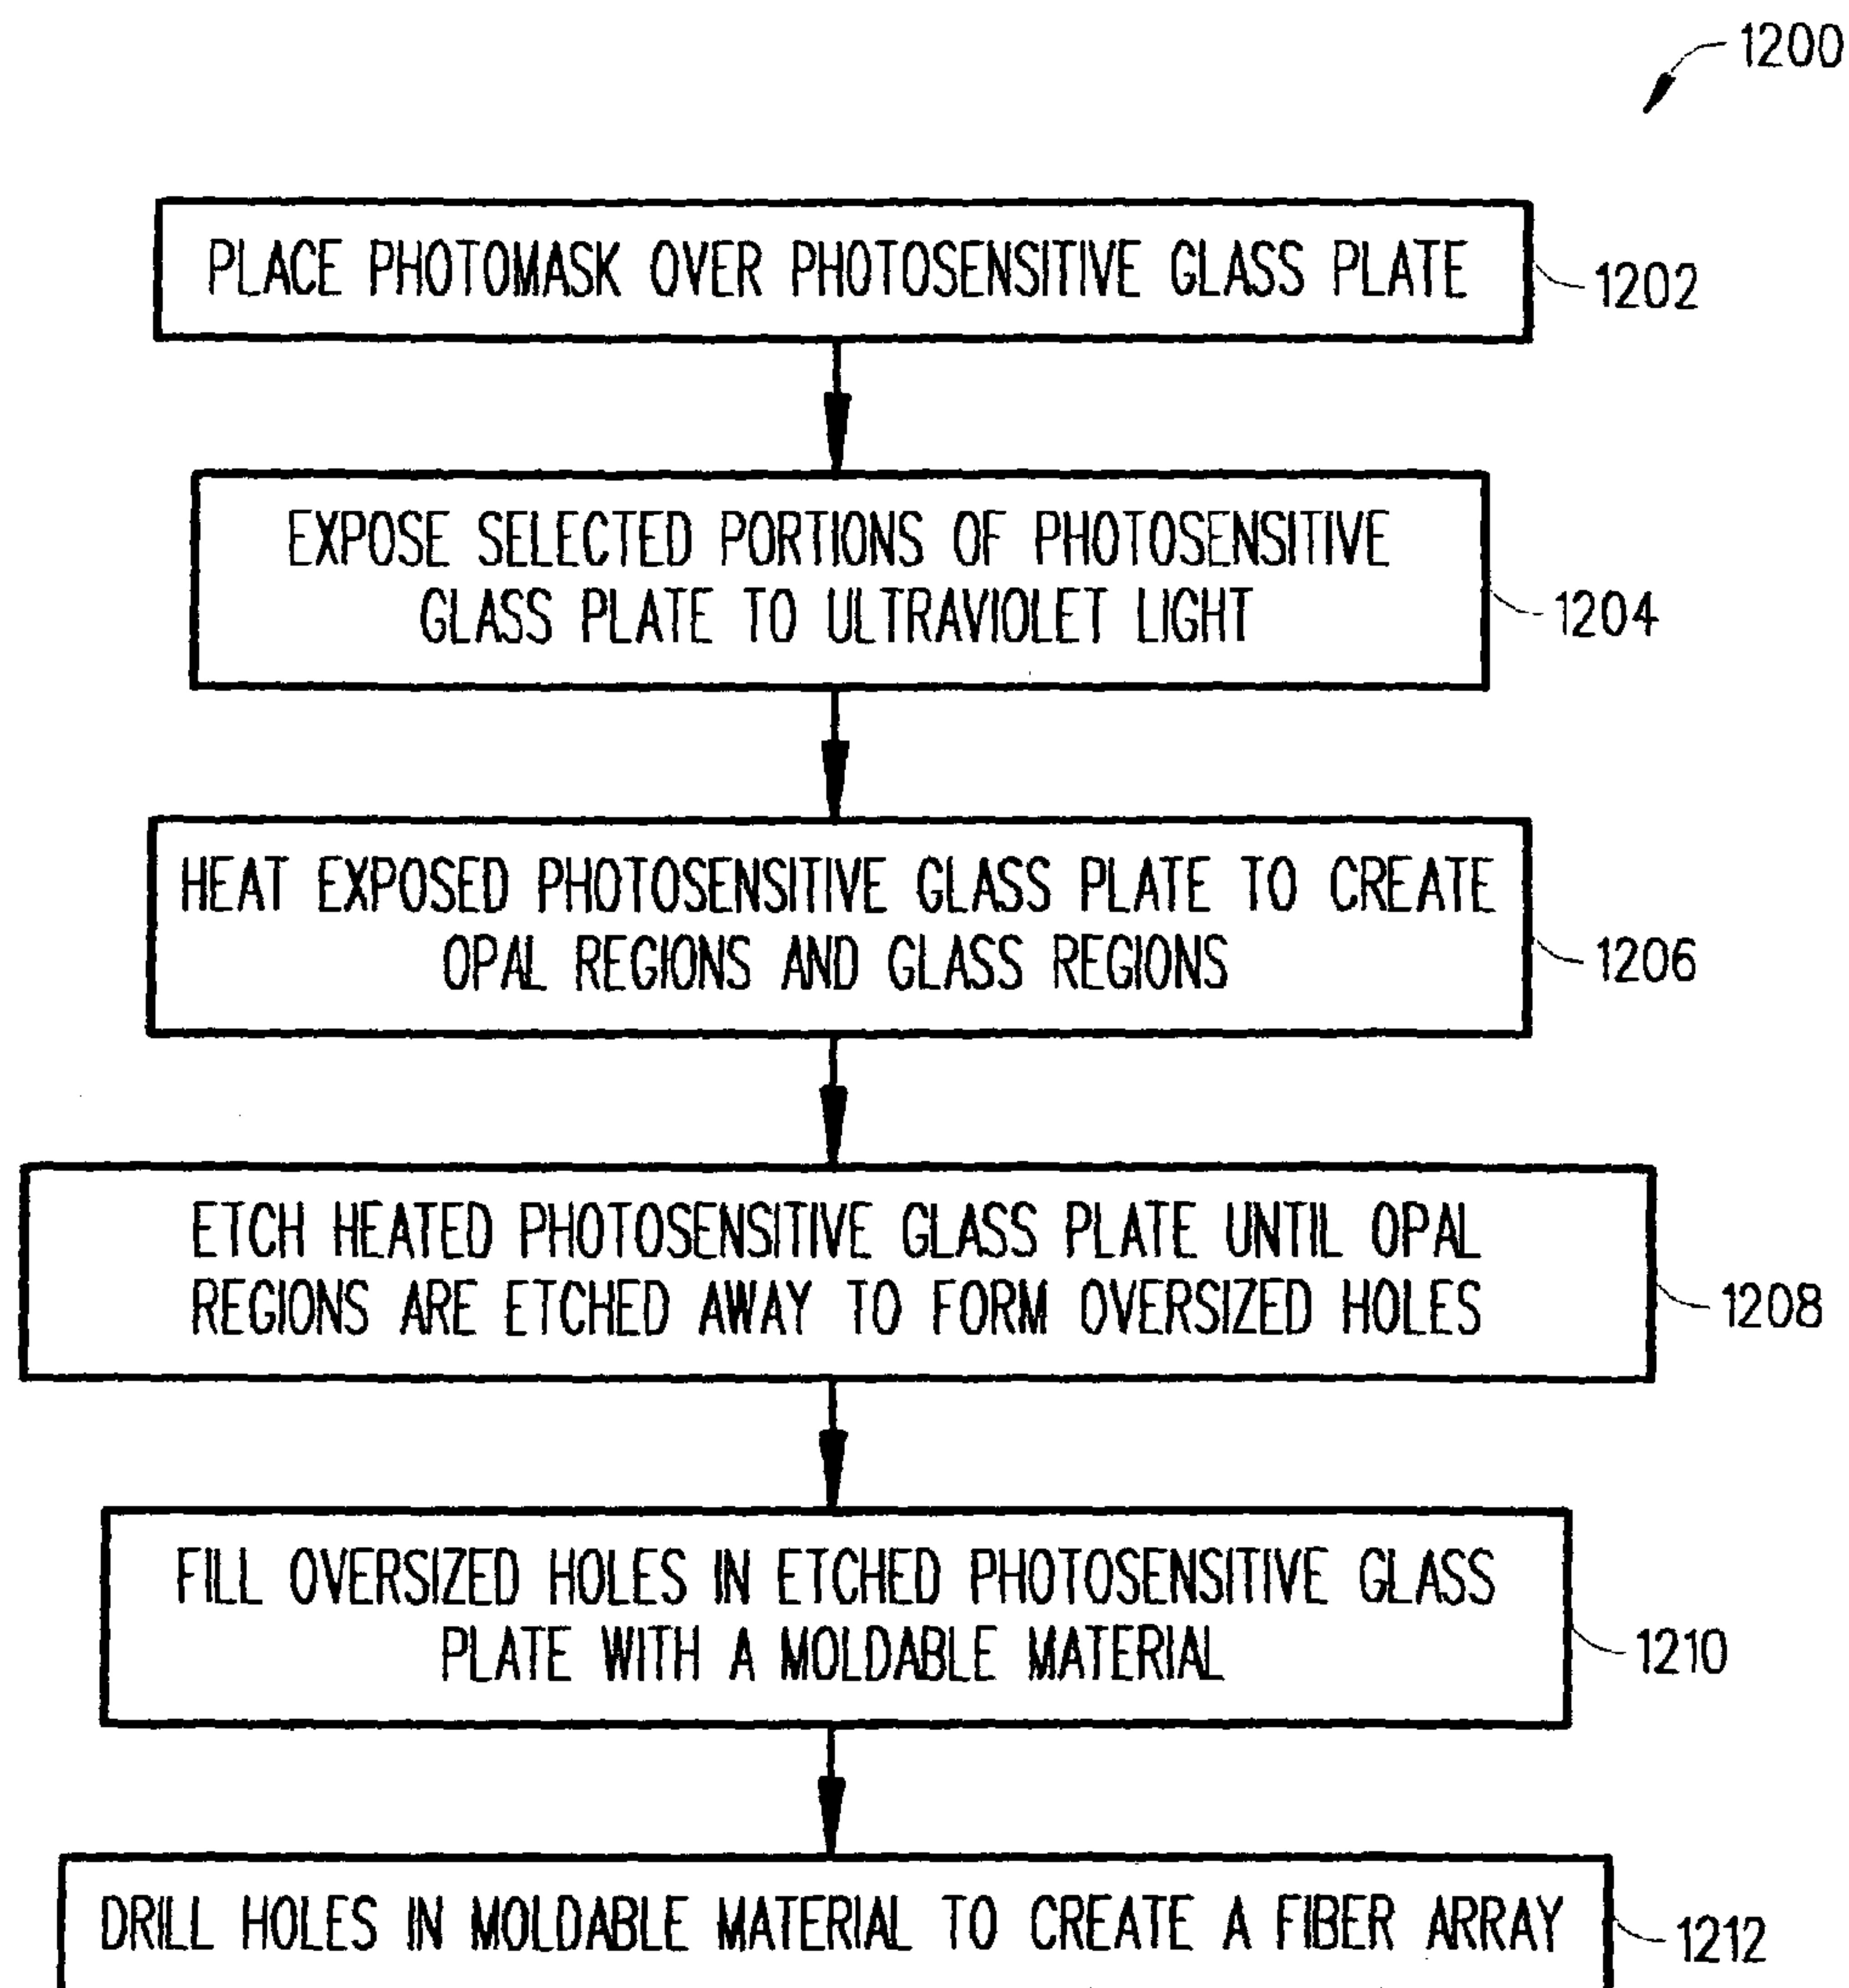 1200
PLACE PHOTOMASK OVER PHOTOSENSITIVE GLASS PLATE
1202
EXPOSE SELECTED PORTIONS OF PHOTOSENSITIVE
GLASS PLATE TO ULTRAVIOLET LIGHT
1204
HEAT EXPOSED PHOTOSENSITIVE GLASS PLATE TO CREATE
OPAL REGIONS AND GLASS REGIONS
1206
ETCH HEATED PHOTOSENSITIVE GLASS PLATE UNTIL OPAL
REGIONS ARE ETCHED AWAY TO FORM OVERSIZED HOLES
1208
FILL OVERSIZED HOLES IN ETCHED PHOTOSENSITIVE GLASS
PLATE WITH A MOLDABLE MATERIAL
1210
DRILL HOLES IN MOLDABLE MATERIAL TO CREATE A FIBER ARRAY
1212